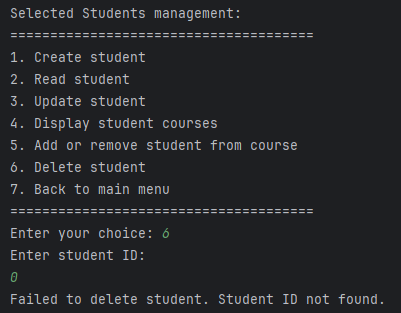 Selected Students management:
======================================
1. Create student
2. Read student
3. Update student
4. Display student courses
5. Add or remove student from course
6. Delete student
7. Back to main menu
======================================
Enter your choice: 6
Enter student ID:
0
Failed to delete student. Student ID not found.